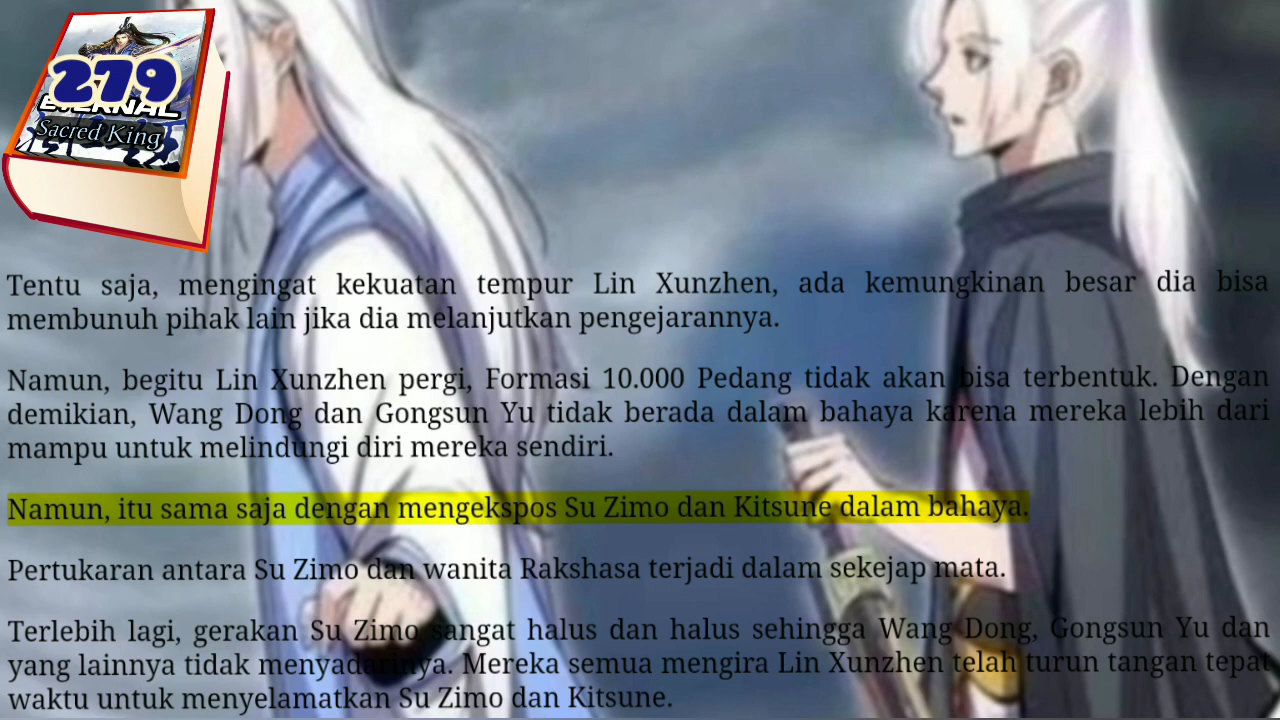 279
ETERNAL
Sacred King
Tentu saja, mengingat kekuatan tempur Lin Xunzhen, ada kemungkinan besar dia bisa
membunuh pihak lain jika dia melanjutkan pengejarannya.
Namun, begitu Lin Xunzhen pergi, Formasi 10.000 Pedang tidak akan bisa terbentuk. Dengan
demikian, Wang Dong dan Gongsun Yu tidak berada dalam bahaya karena mereka lebih dari
mampu untuk melindungi diri mereka sendiri.
Namun, itu sama saja dengan mengekspos Su Zimo dan Kitsune dalam bahaya.
Pertukaran antara Su Zimo dan wanita Rakshasa terjadi dalam sekejap mata.
Terlebih lagi, gerakan Su Zimo sangat halus dan halus sehingga Wang Dong, Gongsun Yu dan
yang lainnya tidak menyadarinya. Mereka semua mengira Lin Xunzhen telah turun tangan tepat
waktu untuk menyelamatkan Su Zimo dan Kitsune.